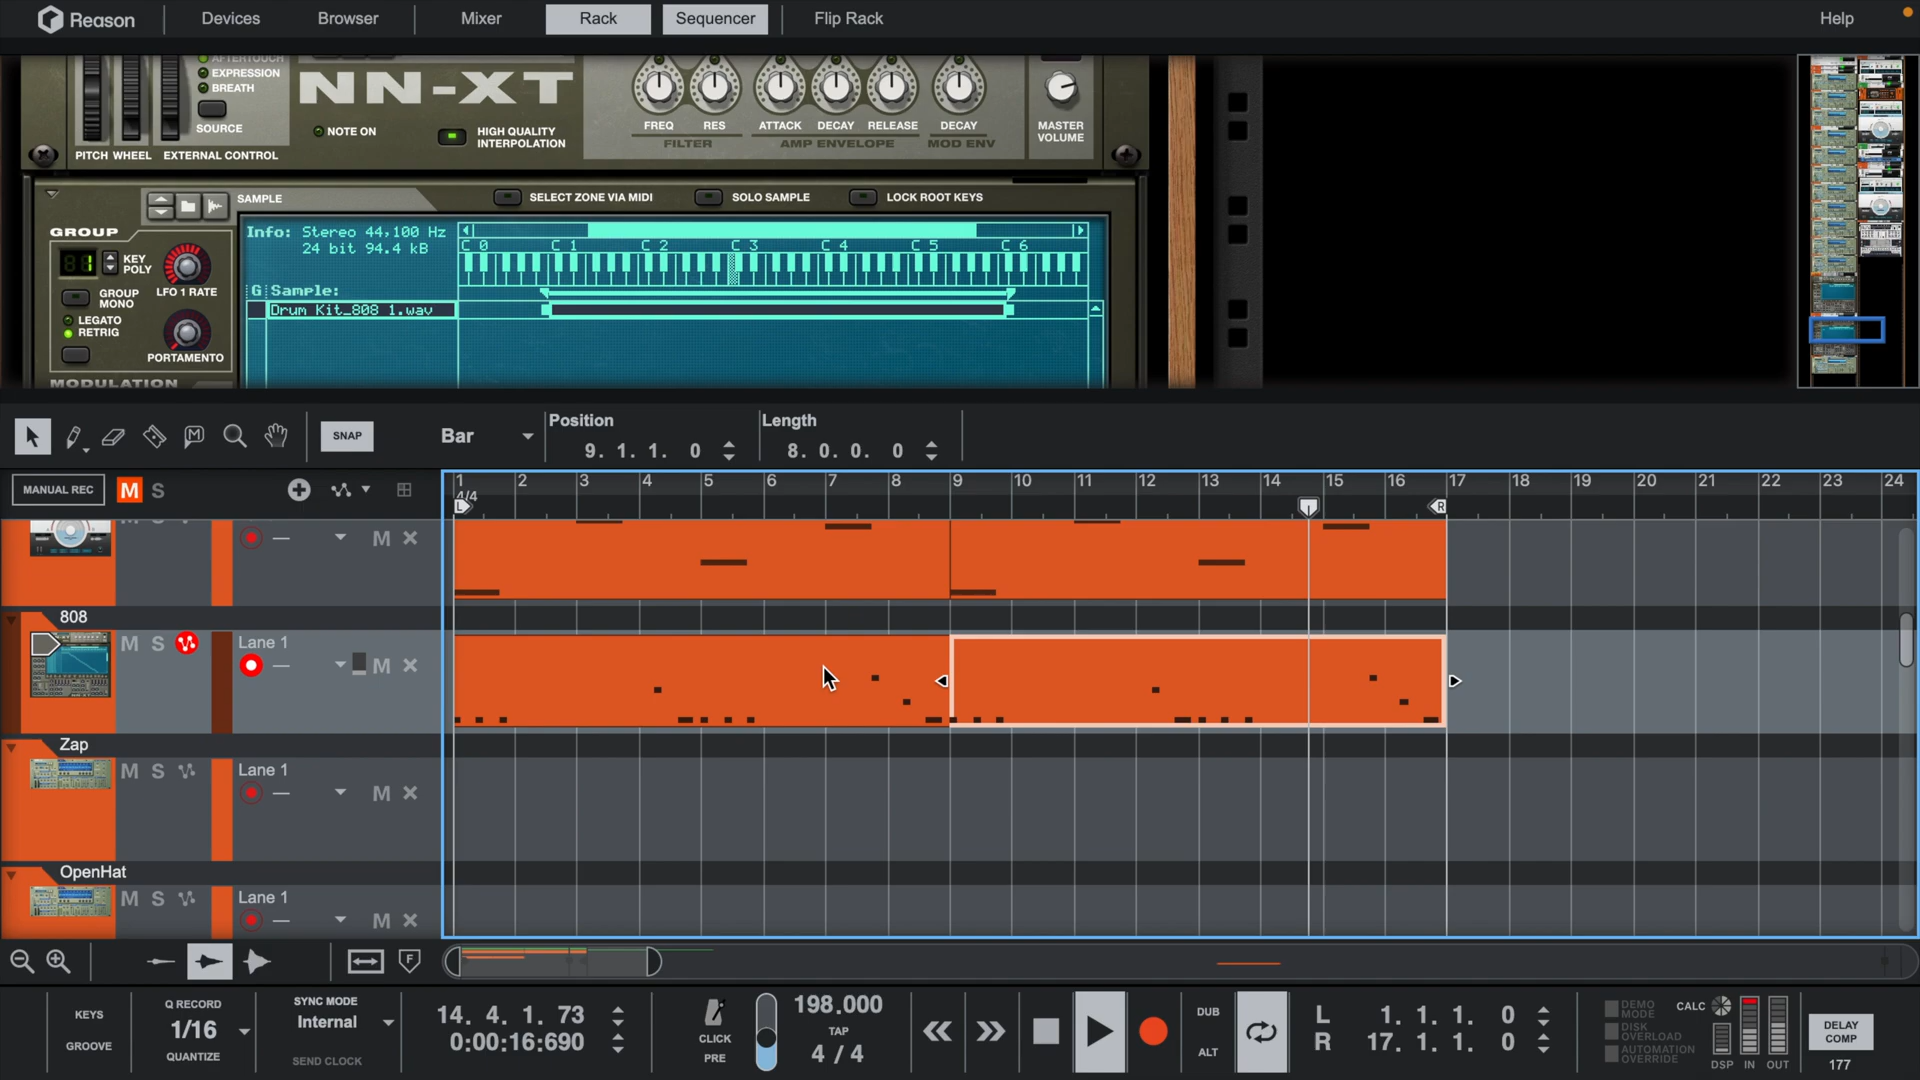 Reason Devices Browser Mixer Rack Sequencer Flip Rack Help
AFTERTOUCH
EXPRESSION
BREATH
SOURCE
PITCH WHEEL EXTERNAL CONTROL
NN-XT
NOTE ON
HIGH QUALITY
INTERPOLATION
FREQ RES ATTACK DECAY RELEASE DECAY
FILTER AMP ENVELOPE MOD ENV
MASTER
VOLUME
SAMPLE
SELECT ZONE VIA MIDI SOLO SAMPLE LOCK ROOT KEYS
GROUP
1 KEY
POLY
GROUP
MONO
LEGATO
RETRIG
LFO 1 RATE
PORTAMENTO
MODULATION
Info: Stereo 44,100 Hz
24 bit 94.4 kB
C 0 C 1 C 2 C 3 C 4 C 5 C 6
G Sample:
Drum Kit_808 1.wav
SNAP Bar
Position
9. 1. 1. 0
Length
8. 0. 0. 0
MANUAL REC M S
1 2 3 4 5 6 7 8 9 10 11 12 13 14 15 16 17 18 19 20 21 22 23 24
4/4
L R
M S M
808
M S Lane 1
M
Zap
M S Lane 1
M
OpenHat
M S Lane 1
M
F
KEYS
GROOVE
Q RECORD
1/16
QUANTIZE
SYNC MODE
Internal
SEND CLOCK
14. 4. 1. 73
0:00:16:690
CLICK
PRE
198.000
TAP
4 / 4
DUB
ALT
L 1. 1. 1. 0
R 17. 1. 1. 0
DEMO
MODE
DISK
OVERLOAD
AUTOMATION
OVERRIDE
CALC
DSP IN OUT
DELAY
COMP
177